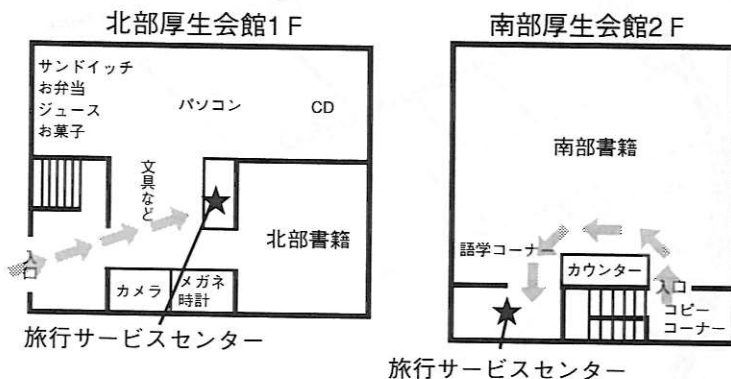 北部厚生会館1F
サンドイッチ
お弁当
ジュース
お菓子
パソコン
CD
文具など
北部書籍
入口
カメラ
メガネ
時計
旅行サービスセンター
南部厚生会館2F
南部書籍
語学コーナー
カウンター
入口
コピー
コーナー
旅行サービスセンター